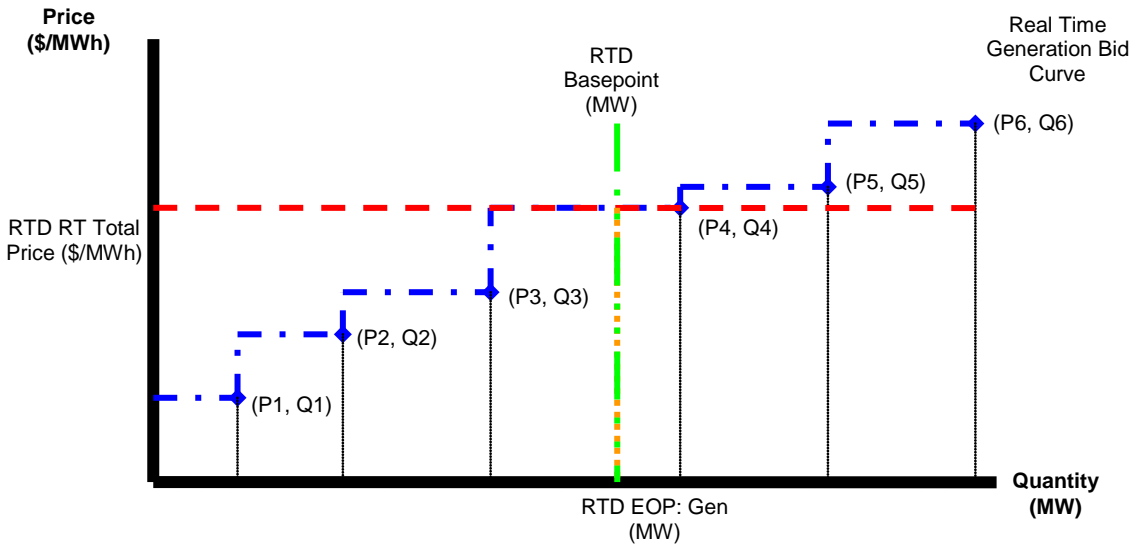 Price
($/MWh)
Real Time
Generation Bid
Curve
RTD
Basepoint
(MW)
(P6, Q6)
(P5, Q5)
RTD RT Total
Price ($/MWh)
(P4, Q4)
(P3, Q3)
(P2, Q2)
(P1, Q1)
Quantity
(MW)
RTD EOP: Gen
(MW)